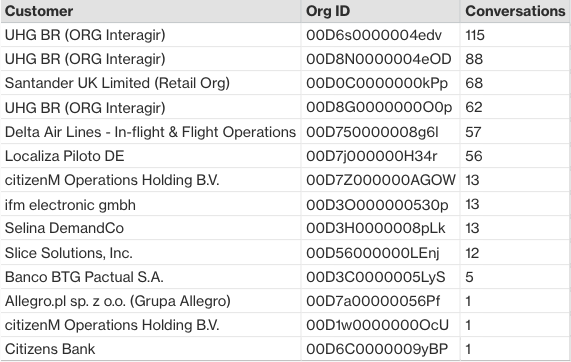 Customer Org ID Conversations
UHG BR (ORG Interagir) 00D6s0000004edv 115
UHG BR (ORG Interagir) 00D8N0000004eOD 88
Santander UK Limited (Retail Org) 00D0C0000000kPp 68
UHG BR (ORG Interagir) 00D8G0000000O0p 62
Delta Air Lines - In-flight & Flight Operations 00D750000008g6l 57
Localiza Piloto DE 00D7j000000H34r 56
citizenM Operations Holding B.V. 00D7Z000000AGOW 13
ifm electronic gmbh 00D3O000000530p 13
Selina DemandCo 00D3H0000008pLk 13
Slice Solutions, Inc. 00D56000000LEnj 12
Banco BTG Pactual S.A. 00D3C0000005LyS 5
Allegro.pl sp. z o.o. (Grupa Allegro) 00D7a00000056Pf 1
citizenM Operations Holding B.V. 00D1w0000000OcU 1
Citizens Bank 00D6C0000009yBP 1